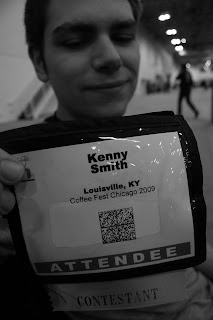 Kenny
Smith
Louisville, KY
Coffee Fest Chicago 2009
ATTENDEE
CONTESTANT